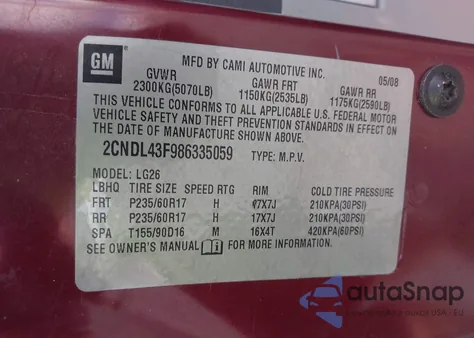 GM
MFD BY CAMI AUTOMOTIVE INC.
05/08
GVWR GAWR FRT GAWR RR
2300KG(5070LB) 1150KG(2535LB) 1175KG(2590LB)
THIS VEHICLE CONFORMS TO ALL APPLICABLE U.S. FEDERAL MOTOR
VEHICLE SAFETY AND THEFT PREVENTION STANDARDS IN EFFECT ON
THE DATE OF MANUFACTURE SHOWN ABOVE.
2CNDL43F986335059 TYPE: M.P.V.
MODEL: LG26
LBHQ TIRE SIZE SPEED RTG RIM COLD TIRE PRESSURE
FRT P235/60R17 H 17X7J 210KPA(30PSI)
RR P235/60R17 H 17X7J 210KPA(30PSI)
SPA T155/90D16 M 16X4T 420KPA(60PSI)
SEE OWNER'S MANUAL FOR MORE INFORMATION.
autoSnap